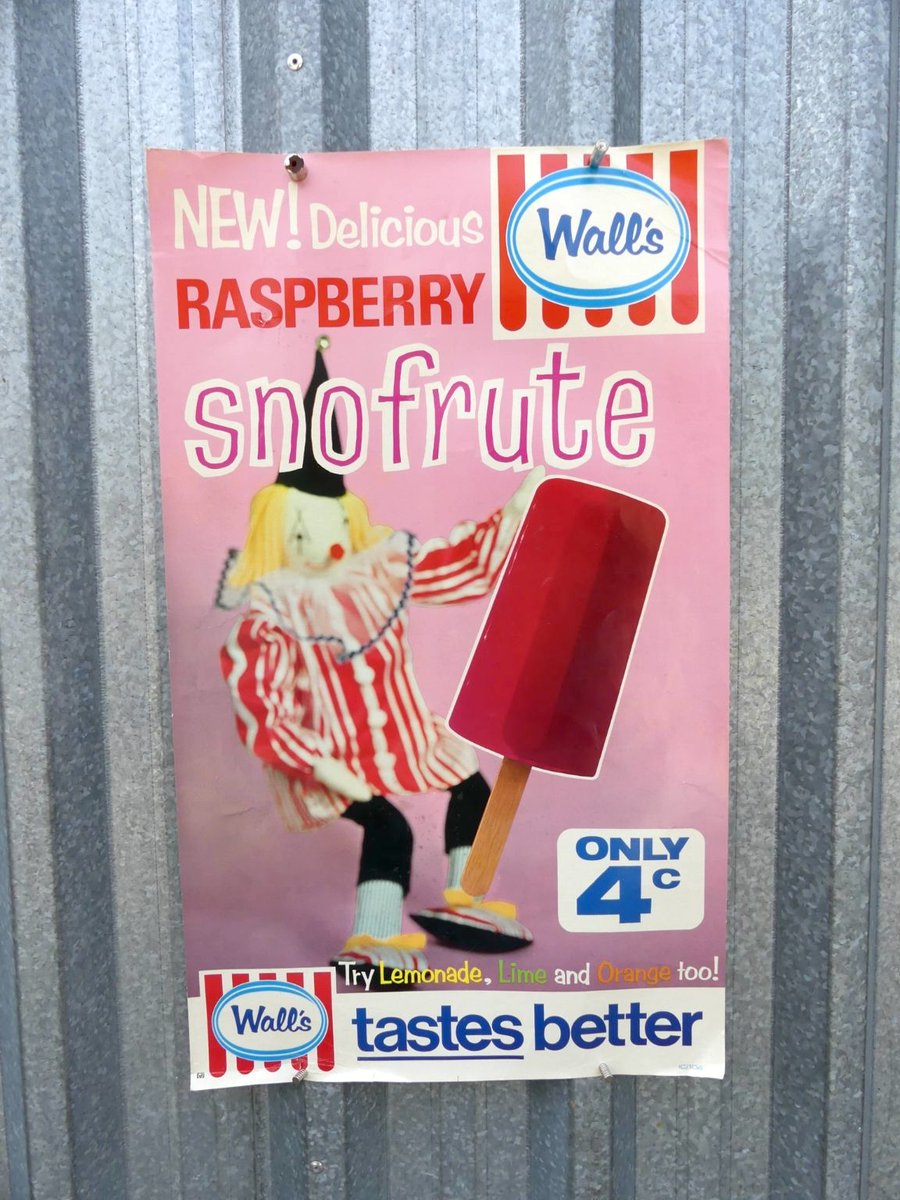 NEW! Delicious
Wall's
RASPBERRY
snofrute
ONLY
4c
Try Lemonade, Lime and Orange too!
Wall's
tastes better